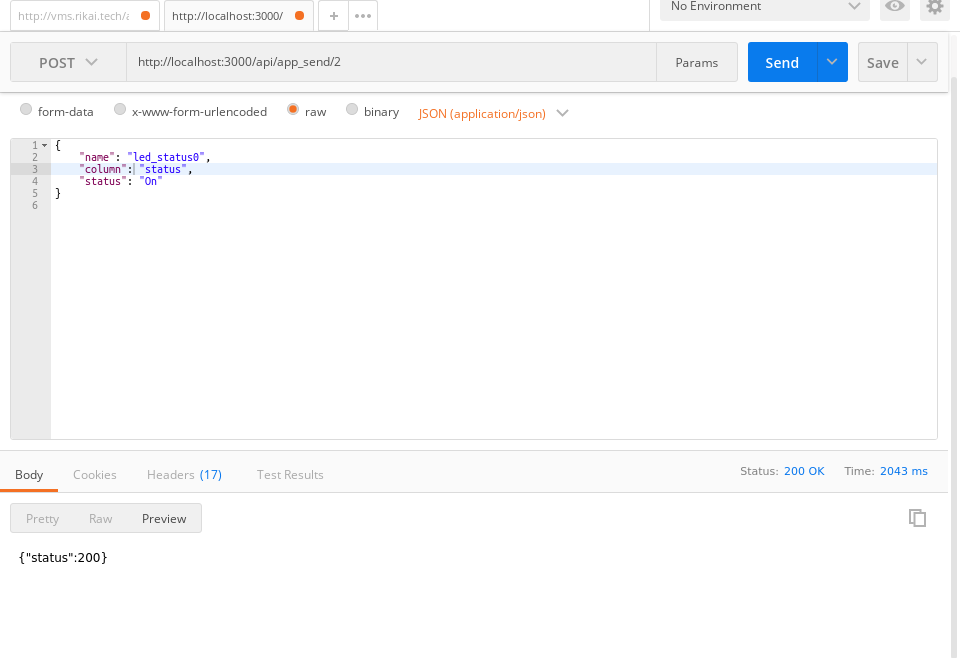 http://vms.rikai.tech/a
http://localhost:3000/
+
•••
No Environment
POST
http://localhost:3000/api/app_send/2
Params
Send
Save
form-data
x-www-form-urlencoded
raw
binary
JSON (application/json)
1 {
2 "name": "led_status0",
3 "column": "status",
4 "status": "On"
5 }
6
Body
Cookies
Headers (17)
Test Results
Status: 200 OK
Time: 2043 ms
Pretty
Raw
Preview
{"status":200}